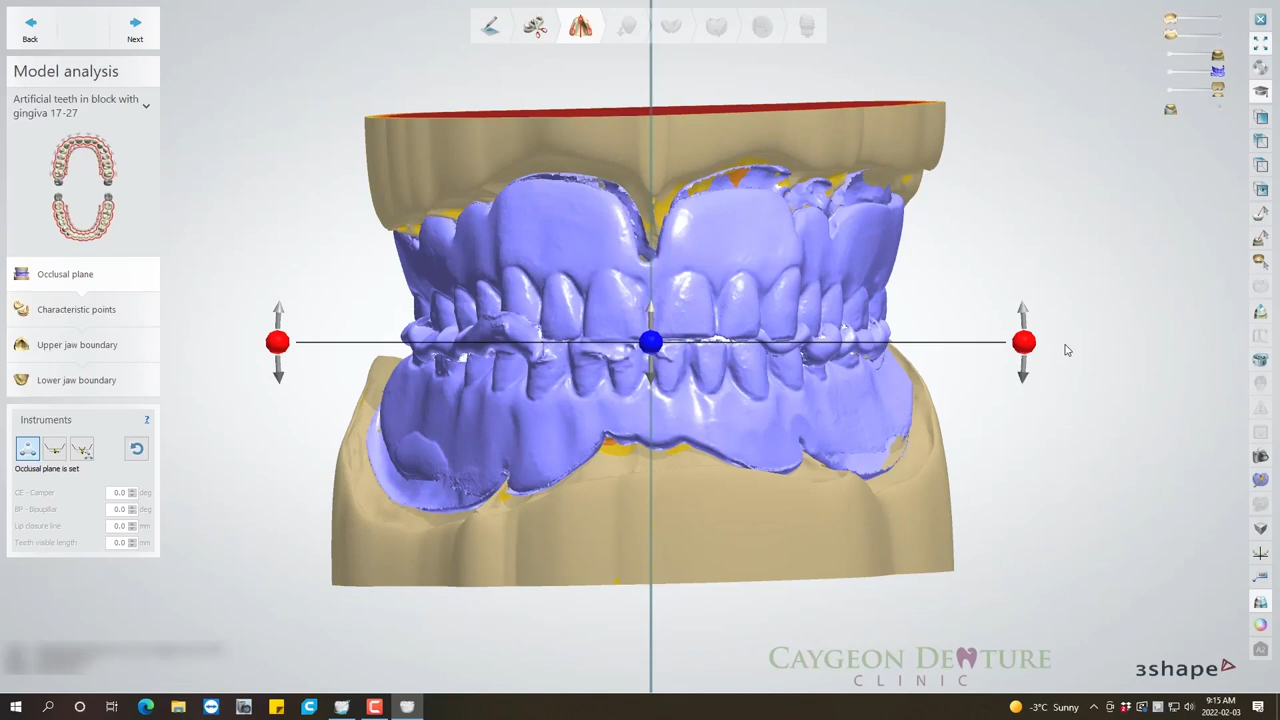 Back
Next
Model analysis
Artificial teeth in block with
gingiva 17-27
Occlusal plane
Characteristic points
Upper jaw boundary
Lower jaw boundary
Instruments
?
Occlusal plane is set
CE - Camper 0.0 deg
BP - Bipupillar 0.0 deg
Lip closure line 0.0 mm
Teeth visible length 0.0 mm
A2
CAYGEON DENTURE
CLINIC
3shape
-3°C Sunny
9:15 AM
2022-02-03